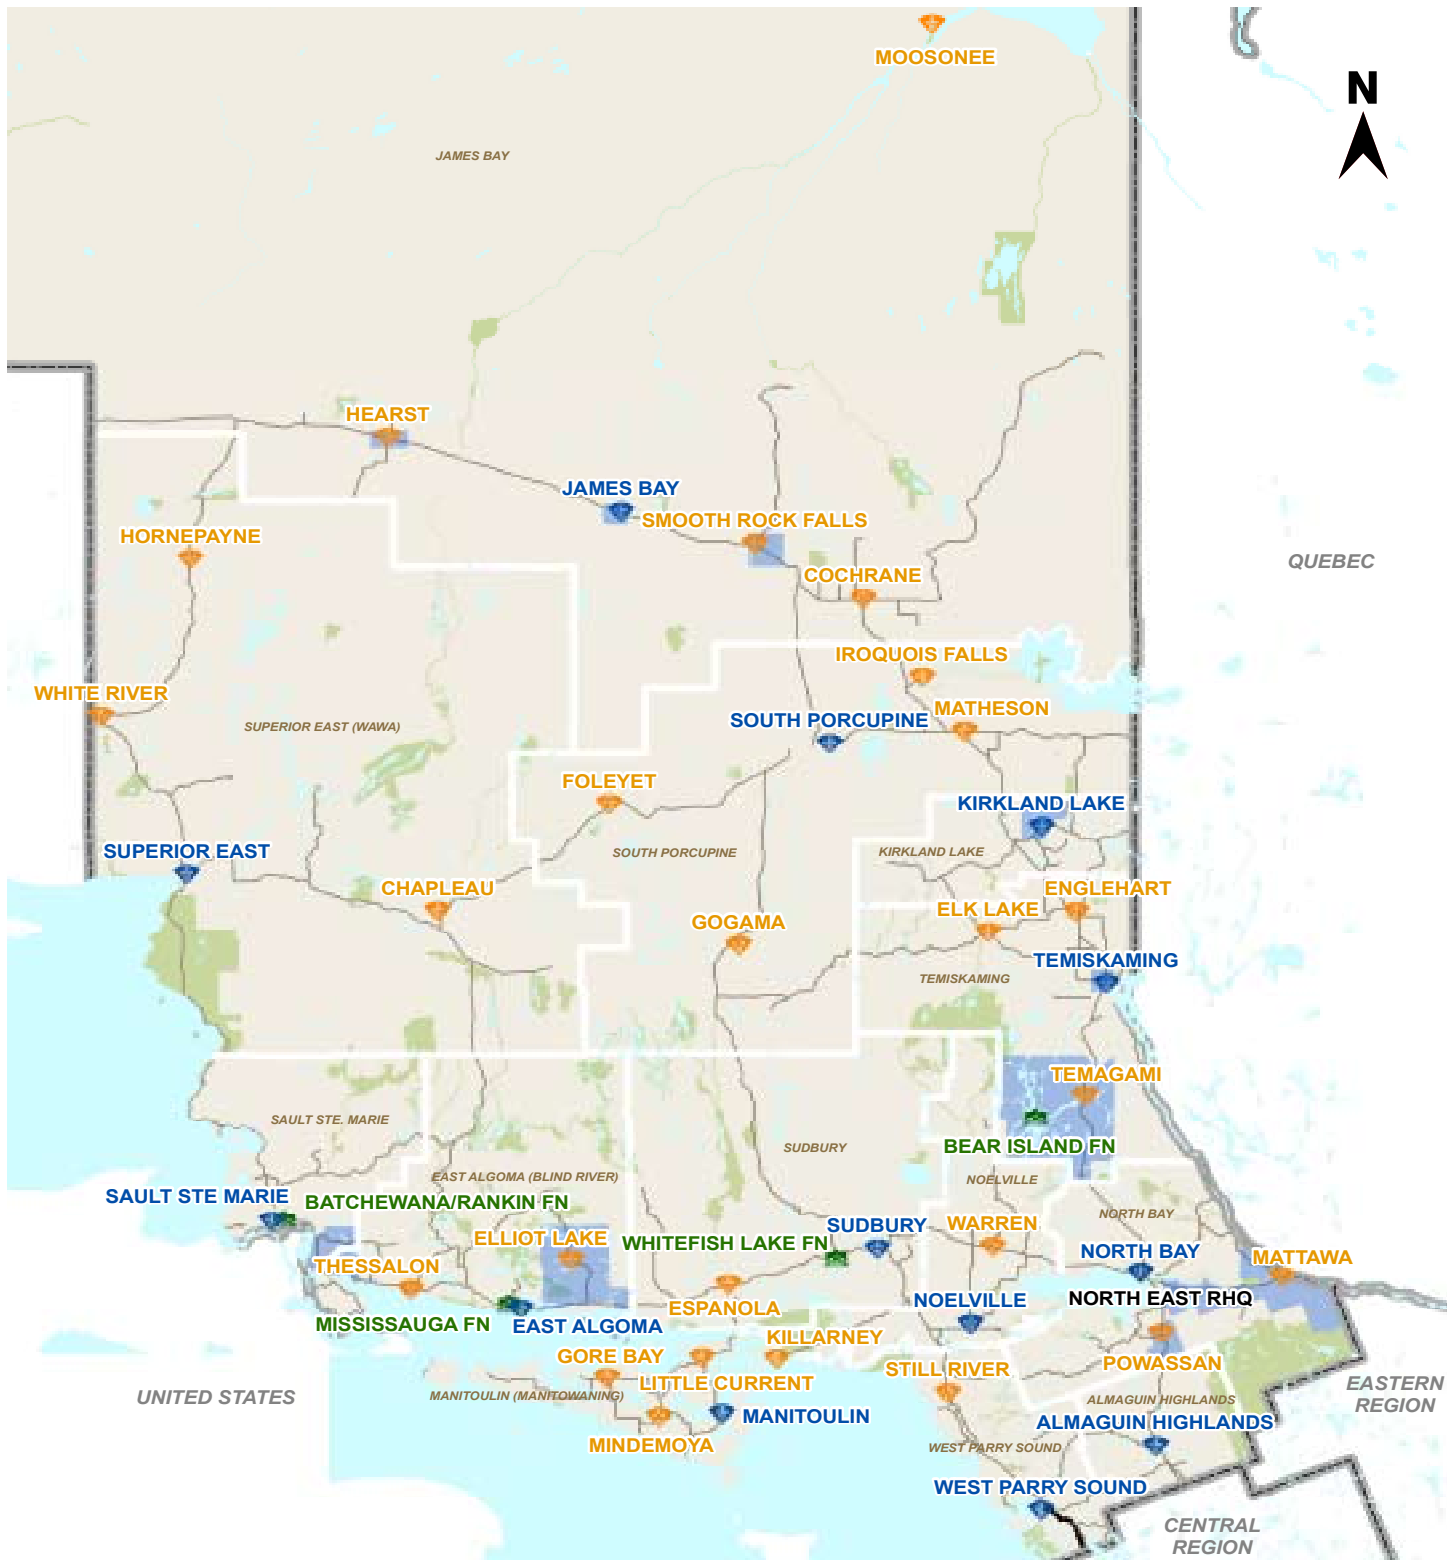 MOOSONEE
N
JAMES BAY
HEARST
JAMES BAY
SMOOTH ROCK FALLS
HORNEPAYNE
QUEBEC
COCHRANE
IROQUOIS FALLS
WHITE RIVER
MATHESON
SOUTH PORCUPINE
SUPERIOR EAST (WAWA)
FOLEYET
KIRKLAND LAKE
SUPERIOR EAST
SOUTH PORCUPINE
KIRKLAND LAKE
CHAPLEAU
ENGLEHART
ELK LAKE
GOGAMA
TEMISKAMING
TEMISKAMING
TEMAGAMI
SAULT STE. MARIE
SUDBURY
BEAR ISLAND FN
EAST ALGOMA (BLIND RIVER)
NOELVILLE
SAULT STE MARIE
BATCHEWANA/RANKIN FN
NORTH BAY
SUDBURY
WARREN
ELLIOT LAKE
WHITEFISH LAKE FN
NORTH BAY
MATTAWA
THESSALON
NORTH EAST RHQ
ESPANOLA
NOELVILLE
MISSISSAUGA FN
EAST ALGOMA
KILLARNEY
GORE BAY
POWASSAN
STILL RIVER
LITTLE CURRENT
UNITED STATES
MANITOULIN (MANITOWANING)
EASTERN
REGION
ALMAGUIN HIGHLANDS
MANITOULIN
ALMAGUIN HIGHLANDS
MINDEMOYA
WEST PARRY SOUND
WEST PARRY SOUND
CENTRAL
REGION